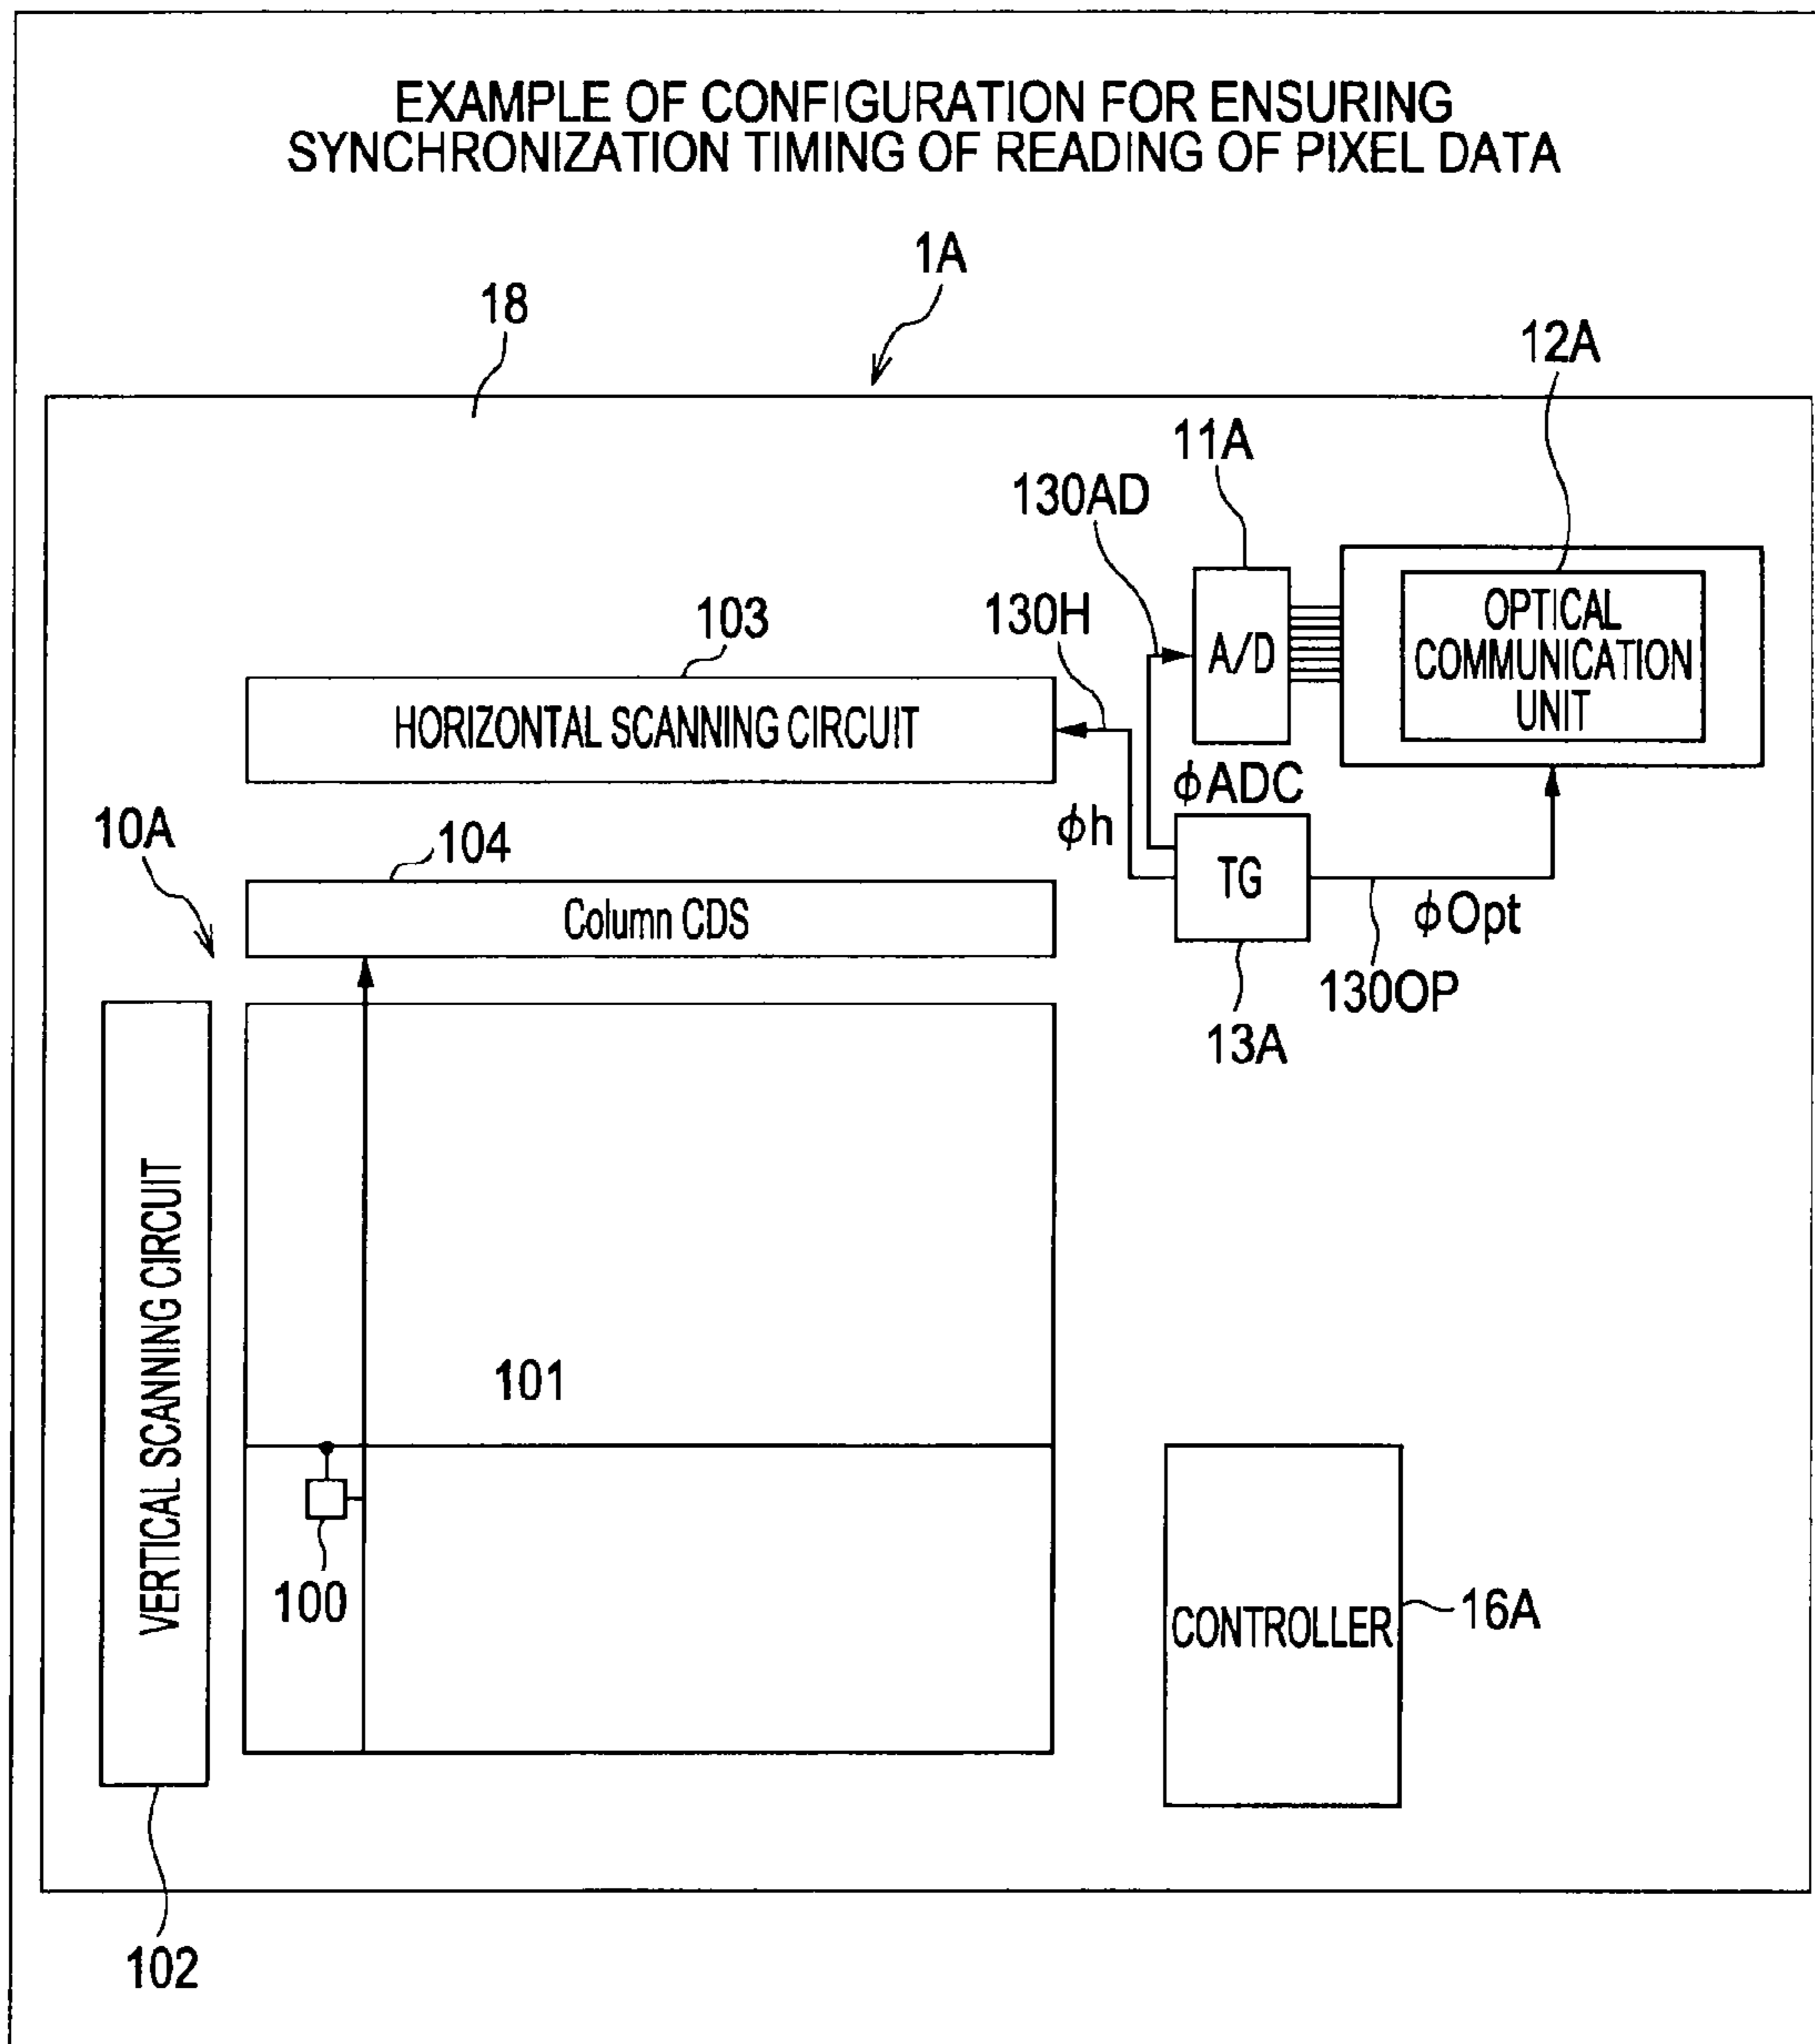 EXAMPLE OF CONFIGURATION FOR ENSURING
SYNCHRONIZATION TIMING OF READING OF PIXEL DATA
1A
18
12A
11A
130AD
130H
103
A/D
OPTICAL
COMMUNICATION
UNIT
HORIZONTAL SCANNING CIRCUIT
ϕADC
ϕh
10A
104
TG
Column CDS
ϕOpt
130OP
13A
VERTICAL SCANNING CIRCUIT
101
100
CONTROLLER
16A
102